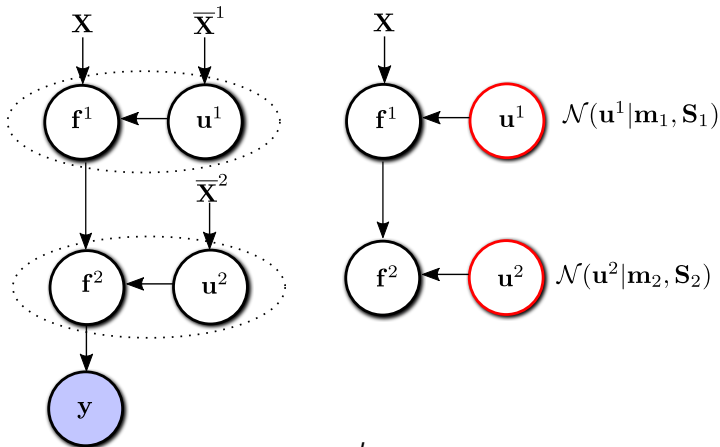 X X̅¹ X
f¹ u¹ f¹ u¹ 𝒩(u¹|m₁, S₁)
X̅²
f² u² f² u² 𝒩(u²|m₂, S₂)
y